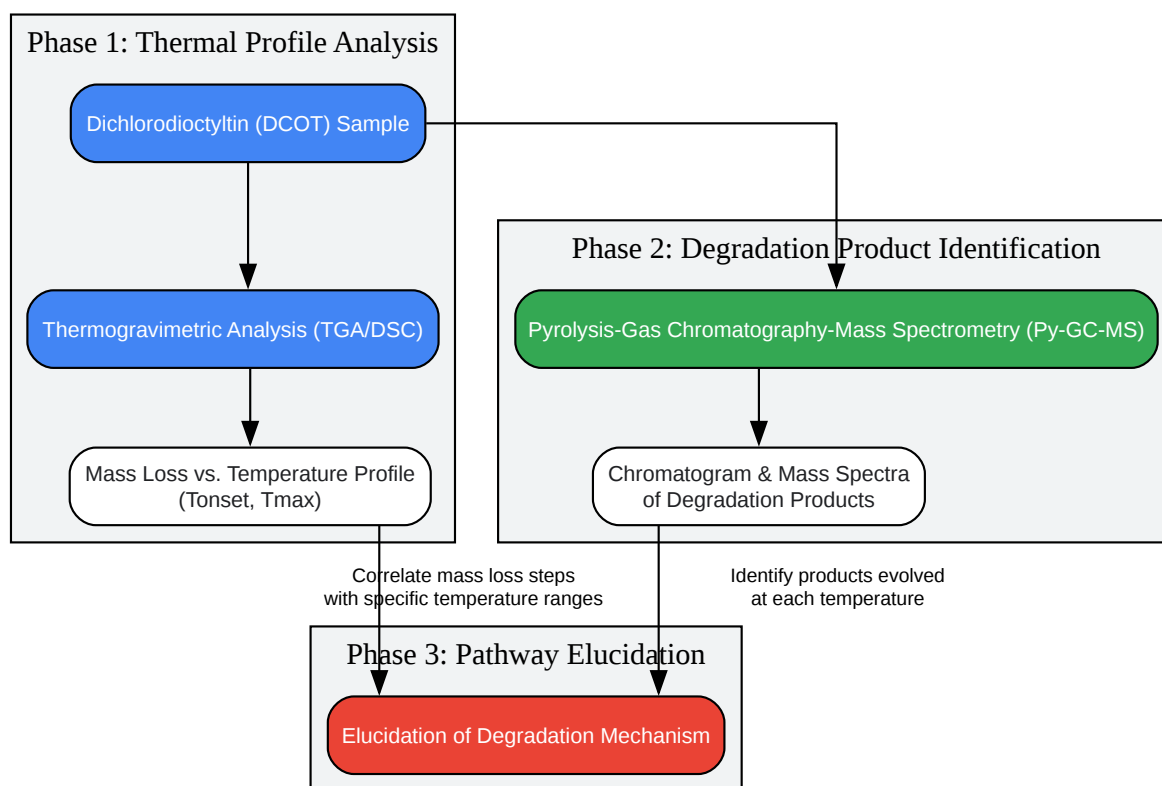 Phase 1: Thermal Profile Analysis
Dichlorodioctyltin (DCOT) Sample
Thermogravimetric Analysis (TGA/DSC)
Mass Loss vs. Temperature Profile
(Tonset, Tmax)
Phase 2: Degradation Product Identification
Pyrolysis-Gas Chromatography-Mass Spectrometry (Py-GC-MS)
Chromatogram & Mass Spectra
of Degradation Products
Correlate mass loss steps
with specific temperature ranges
Identify products evolved
at each temperature
Phase 3: Pathway Elucidation
Elucidation of Degradation Mechanism